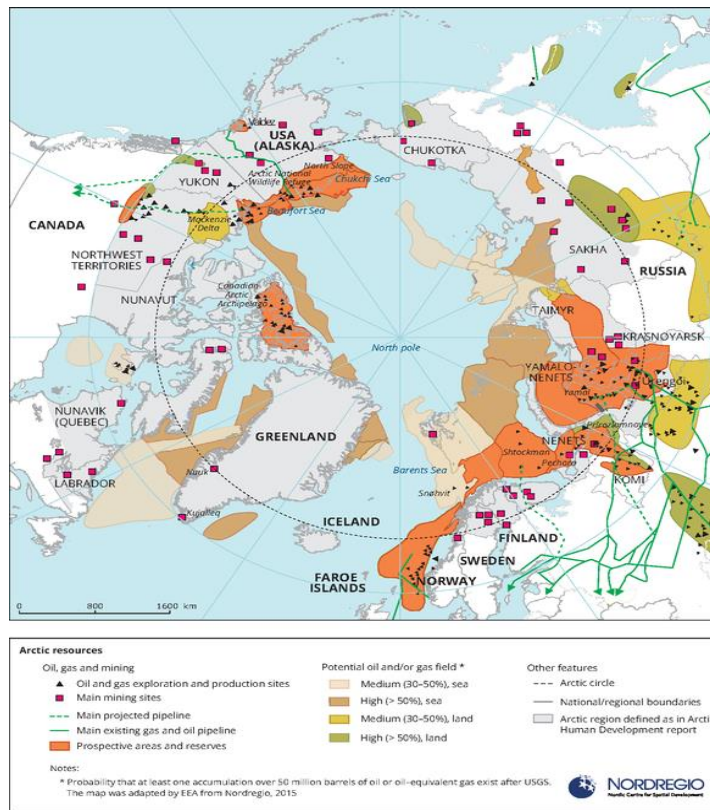 Valdez
USA
(ALASKA)
North Slope
CHUKOTKA
Arctic National
Wildlife Refuge
Chukchi Sea
YUKON
Beaufort Sea
Mackenzie
Delta
CANADA
NORTHWEST
TERRITORIES
SAKHA
RUSSIA
NUNAVUT
Canadian
Arctic
Archipelago
TAIMYR
KRASNOYARSK
North pole
YAMALO-
NENETS
Yamal
Urengoi
NUNAVIK
(QUEBEC)
GREENLAND
Prirazlomnoye
NENETS
Shtockman
Pechora
Barents Sea
KOMI
LABRADOR
Nuuk
Snøhvit
Kujalleq
ICELAND
FINLAND
SWEDEN
FAROE
ISLANDS
NORWAY
0 800 1600 km
Arctic resources
Oil, gas and mining
Oil and gas exploration and production sites
Main mining sites
Main projected pipeline
Main existing gas and oil pipeline
Prospective areas and reserves
Potential oil and/or gas field *
Medium (30–50%), sea
High (> 50%), sea
Medium (30–50%), land
High (> 50%), land
Other features
Arctic circle
National/regional boundaries
Arctic region defined as in Arctic
Human Development report
Notes:
* Probability that at least one accumulation over 50 million barrels of oil or oil-equivalent gas exist after USGS.
The map was adapted by EEA from Nordregio, 2015
NORDREGIO
Nordic Centre for Spatial Development